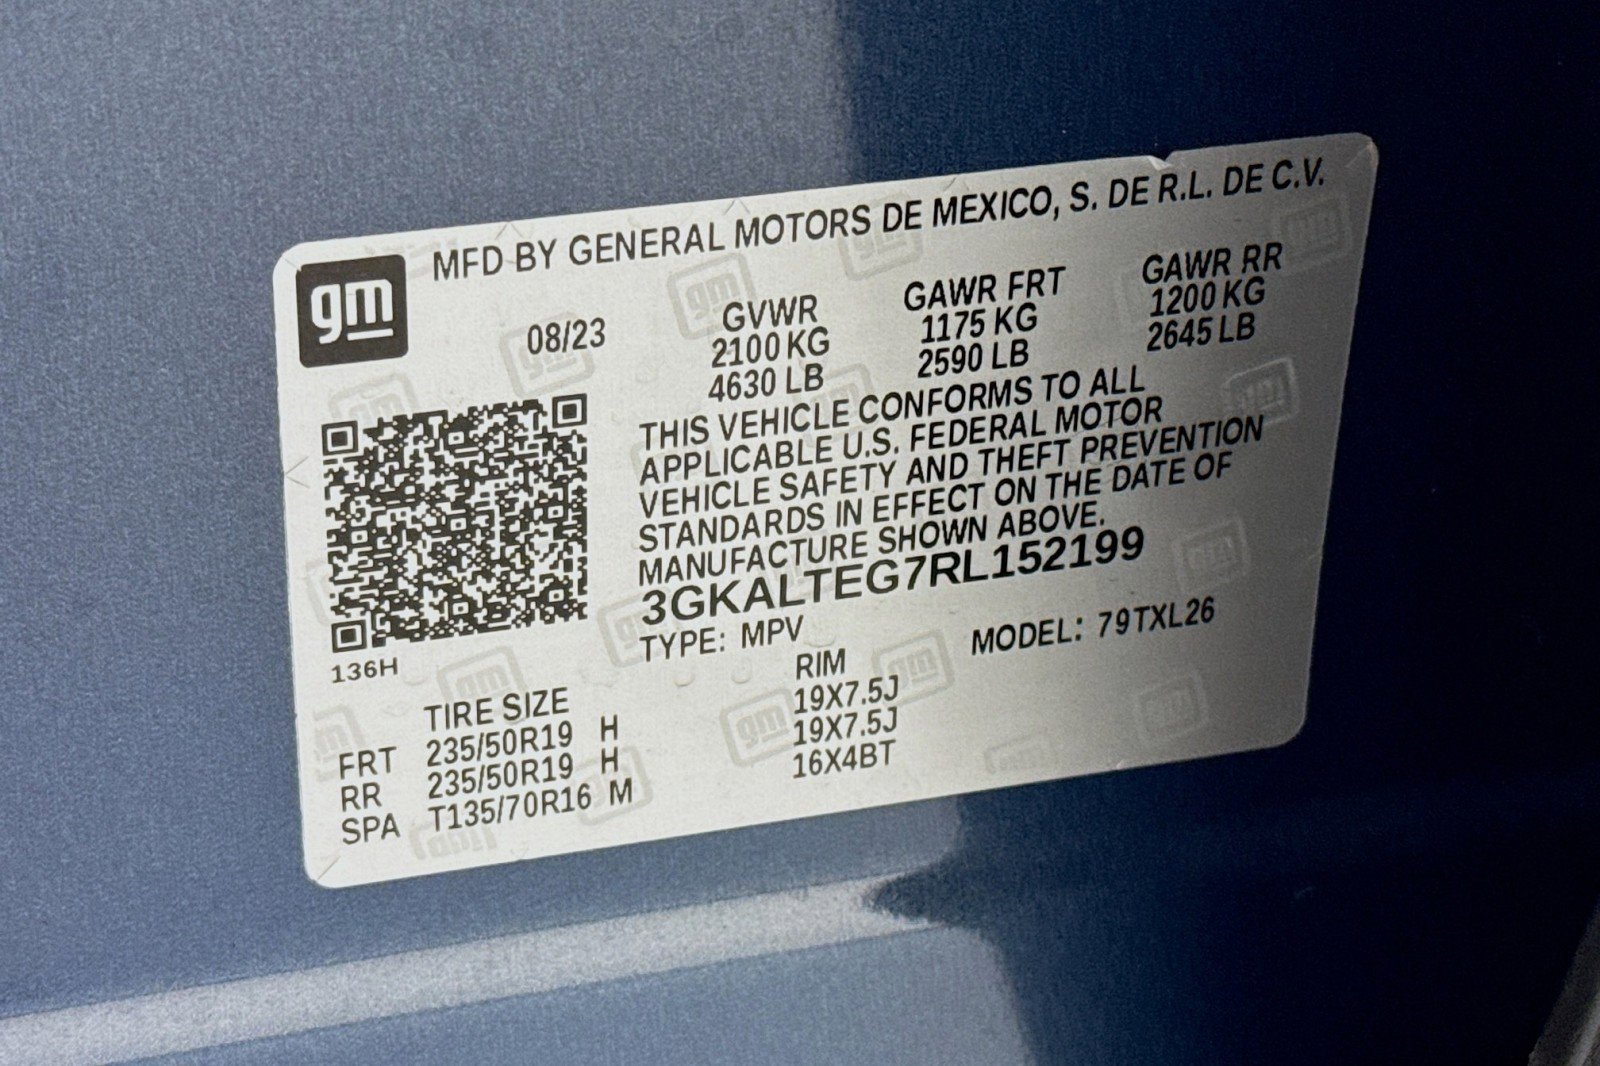 gm
MFD BY GENERAL MOTORS DE MEXICO, S. DE R.L. DE C.V.
08/23 GVWR GAWR FRT GAWR RR
2100 KG 1175 KG 1200 KG
4630 LB 2590 LB 2645 LB
THIS VEHICLE CONFORMS TO ALL
APPLICABLE U.S. FEDERAL MOTOR
VEHICLE SAFETY AND THEFT PREVENTION
STANDARDS IN EFFECT ON THE DATE OF
MANUFACTURE SHOWN ABOVE.
3GKALTEG7RL152199
TYPE: MPV MODEL: 79TXL26
136H
TIRE SIZE RIM
FRT 235/50R19 H 19X7.5J
RR 235/50R19 H 19X7.5J
SPA T135/70R16 M 16X4BT